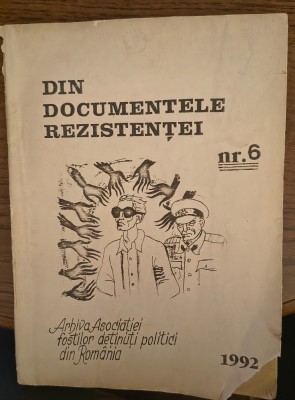 DIN
DOCUMENTELE
REZISTENȚEI
nr.6
Arhiva Asociației
foștilor deținuți politici
din România
1992